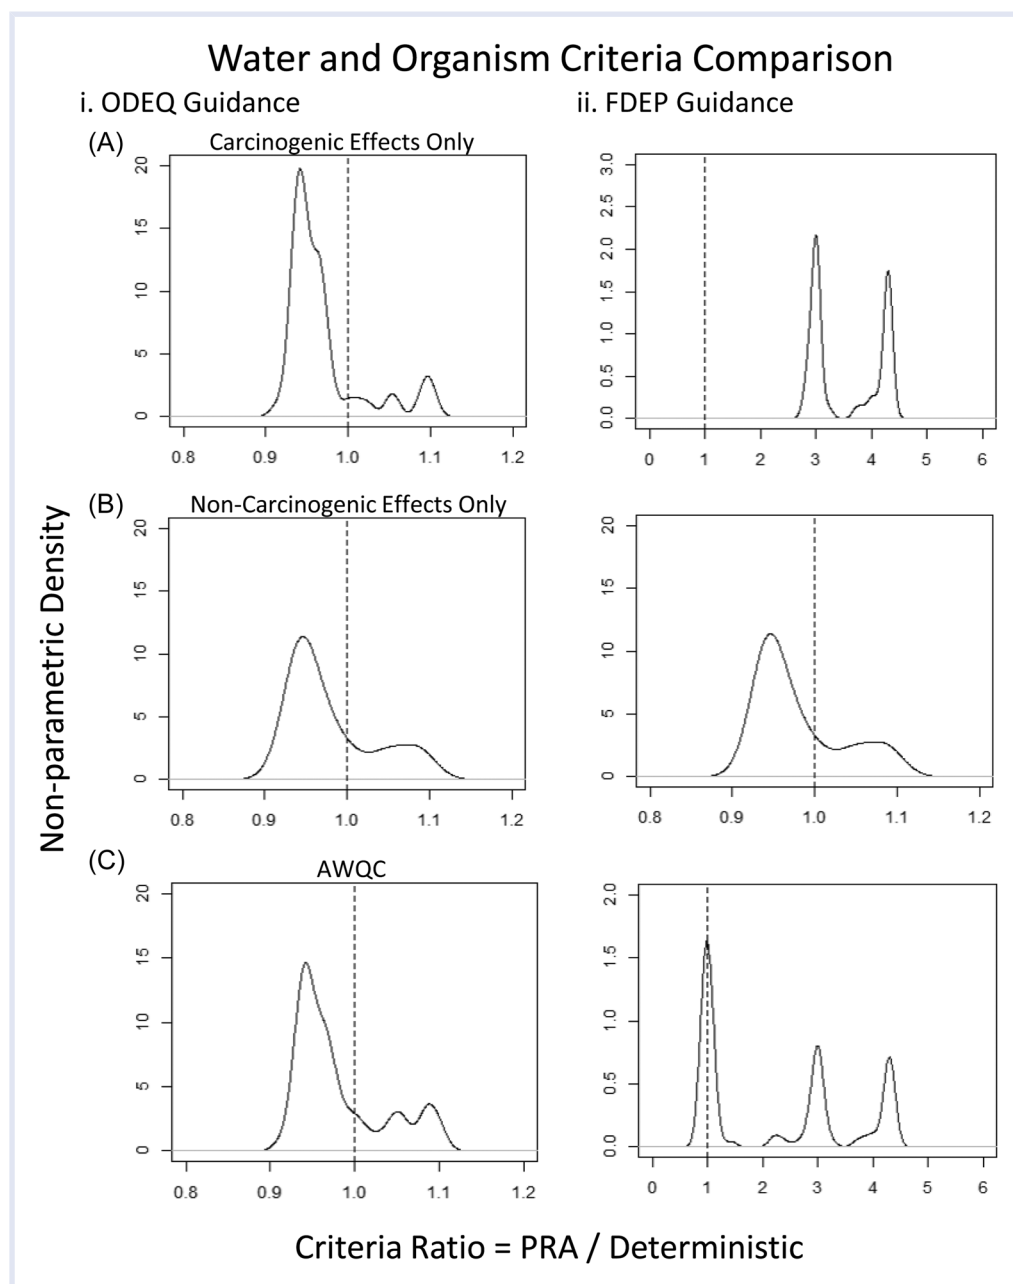 Water and Organism Criteria Comparison
i. ODEQ Guidance
ii. FDEP Guidance
(A)
Carcinogenic Effects Only
0 5 10 15 20
0.8 0.9 1.0 1.1 1.2
0.0 0.5 1.0 1.5 2.0 2.5 3.0
0 1 2 3 4 5 6
Non-parametric Density
(B)
Non-Carcinogenic Effects Only
0 5 10 15 20
0.8 0.9 1.0 1.1 1.2
0 5 10 15 20
0.8 0.9 1.0 1.1 1.2
(C)
AWQC
0 5 10 15 20
0.8 0.9 1.0 1.1 1.2
0.0 0.5 1.0 1.5 2.0
0 1 2 3 4 5 6
Criteria Ratio = PRA / Deterministic